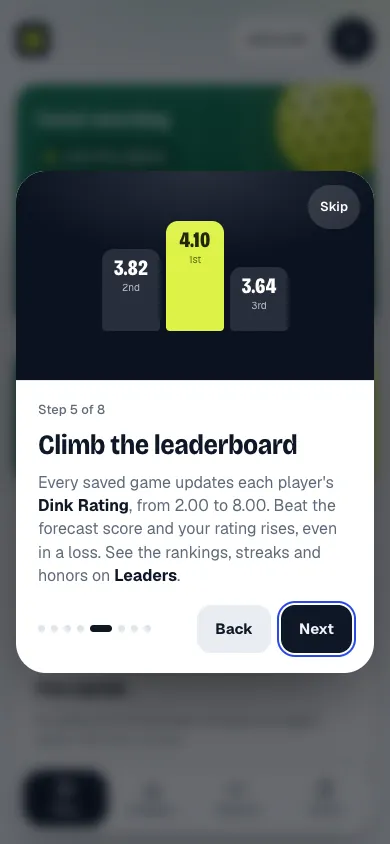 Skip
4.10
1st
3.82
2nd
3.64
3rd
Step 5 of 8
Climb the leaderboard
Every saved game updates each player's
Dink Rating, from 2.00 to 8.00. Beat the
forecast score and your rating rises, even
in a loss. See the rankings, streaks and
honors on Leaders.
Back
Next